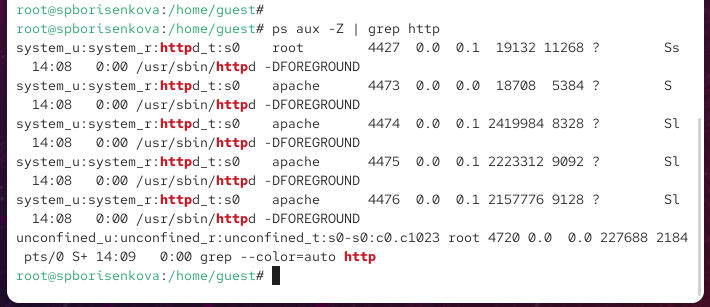 root@spborisenkova:/home/guest#
root@spborisenkova:/home/guest# ps aux -Z | grep http
system_u:system_r:httpd_t:s0    root        4427  0.0  0.1  19132 11268 ?        Ss
  14:08   0:00 /usr/sbin/httpd -DFOREGROUND
system_u:system_r:httpd_t:s0    apache      4473  0.0  0.0  18708  5384 ?        S
  14:08   0:00 /usr/sbin/httpd -DFOREGROUND
system_u:system_r:httpd_t:s0    apache      4474  0.0  0.1 2419984 8328 ?        Sl
  14:08   0:00 /usr/sbin/httpd -DFOREGROUND
system_u:system_r:httpd_t:s0    apache      4475  0.0  0.1 2223312 9092 ?        Sl
  14:08   0:00 /usr/sbin/httpd -DFOREGROUND
system_u:system_r:httpd_t:s0    apache      4476  0.0  0.1 2157776 9128 ?        Sl
  14:08   0:00 /usr/sbin/httpd -DFOREGROUND
unconfined_u:unconfined_r:unconfined_t:s0-s0:c0.c1023 root 4720 0.0  0.0 227688 2184
 pts/0 S+ 14:09   0:00 grep --color=auto http
root@spborisenkova:/home/guest#